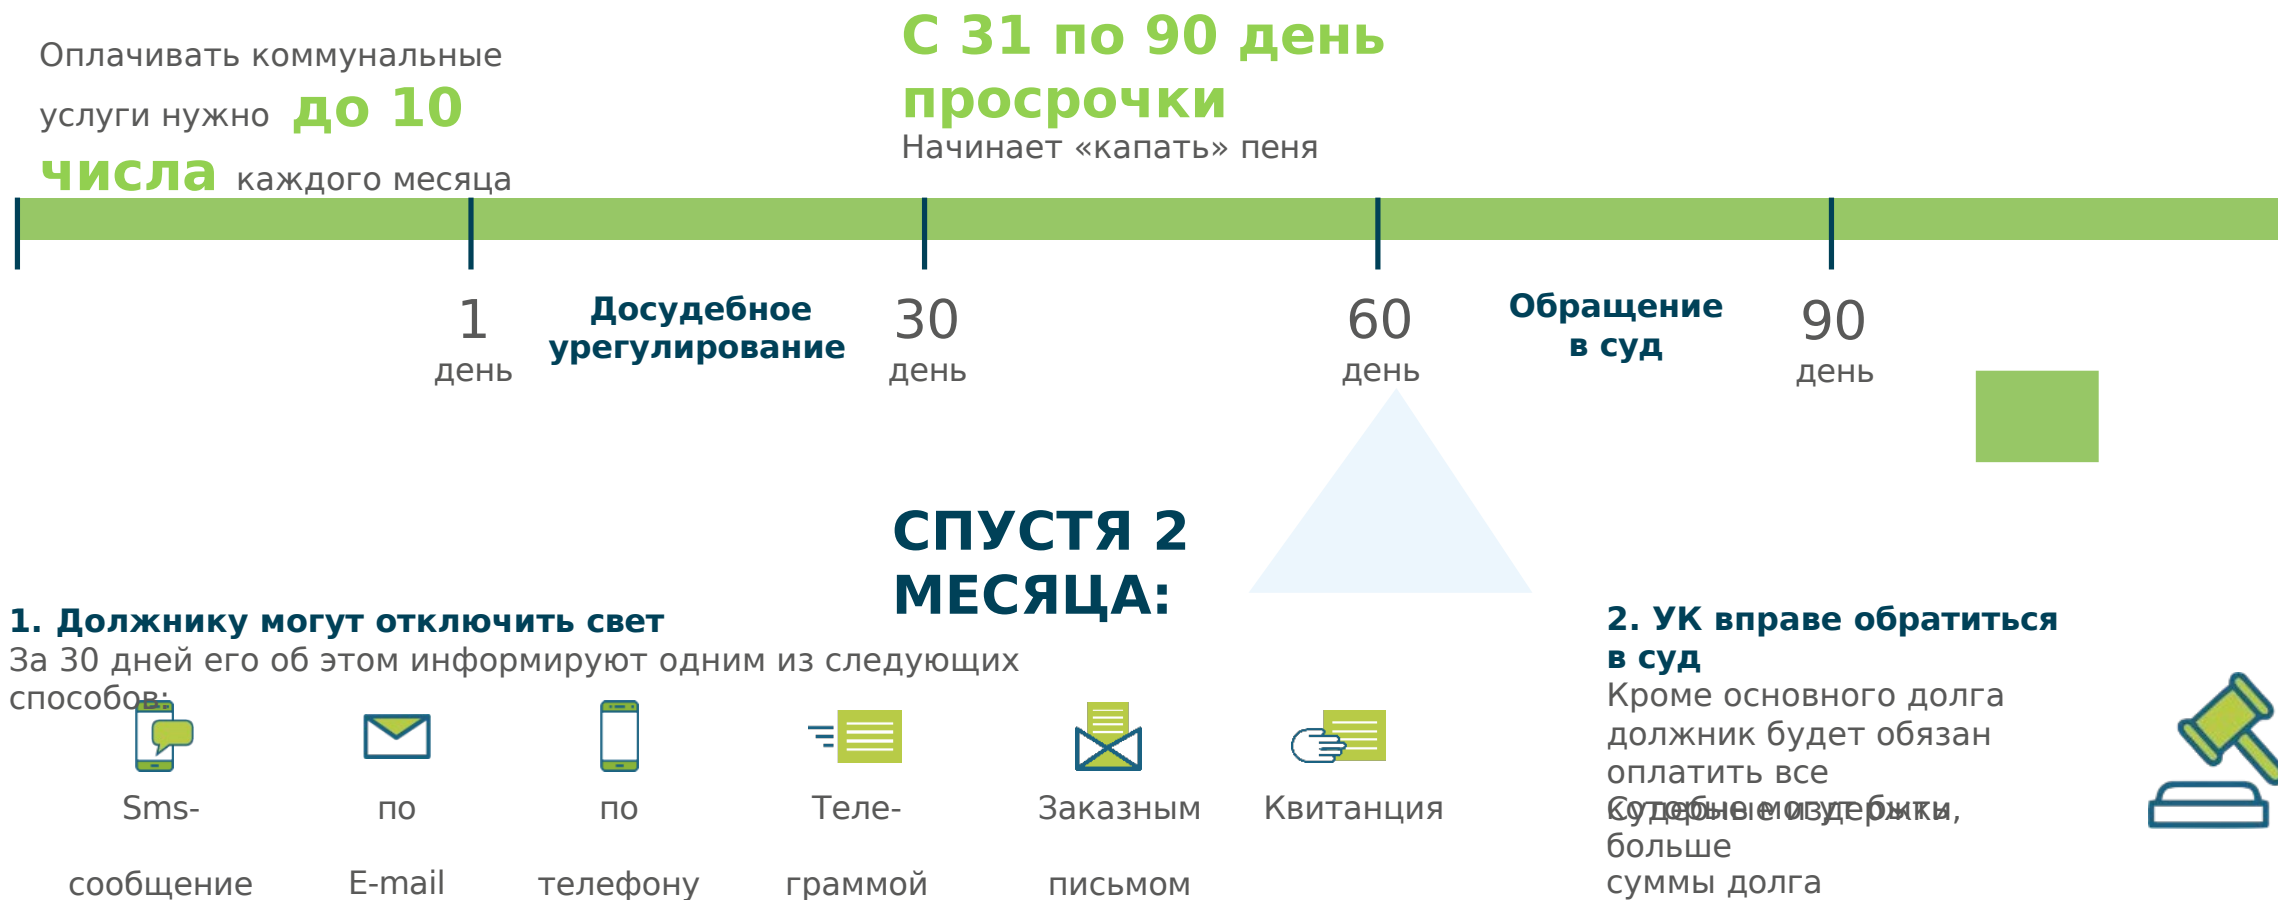 Оплачивать коммунальные
услуги нужно до 10
числа каждого месяца
С 31 по 90 день
просрочки
Начинает «капать» пеня
1
день
Досудебное
урегулирование
30
день
60
день
Обращение
в суд
90
день
СПУСТЯ 2
МЕСЯЦА:
1. Должнику могут отключить свет
За 30 дней его об этом информируют одним из следующих
способов:
Sms-
сообщение
по
E-mail
по
телефону
Теле-
граммой
Заказным
письмом
Квитанция
2. УК вправе обратиться
в суд
Кроме основного долга
должник будет обязан
оплатить все
судебные издержки,
которые могут быть
больше
суммы долга